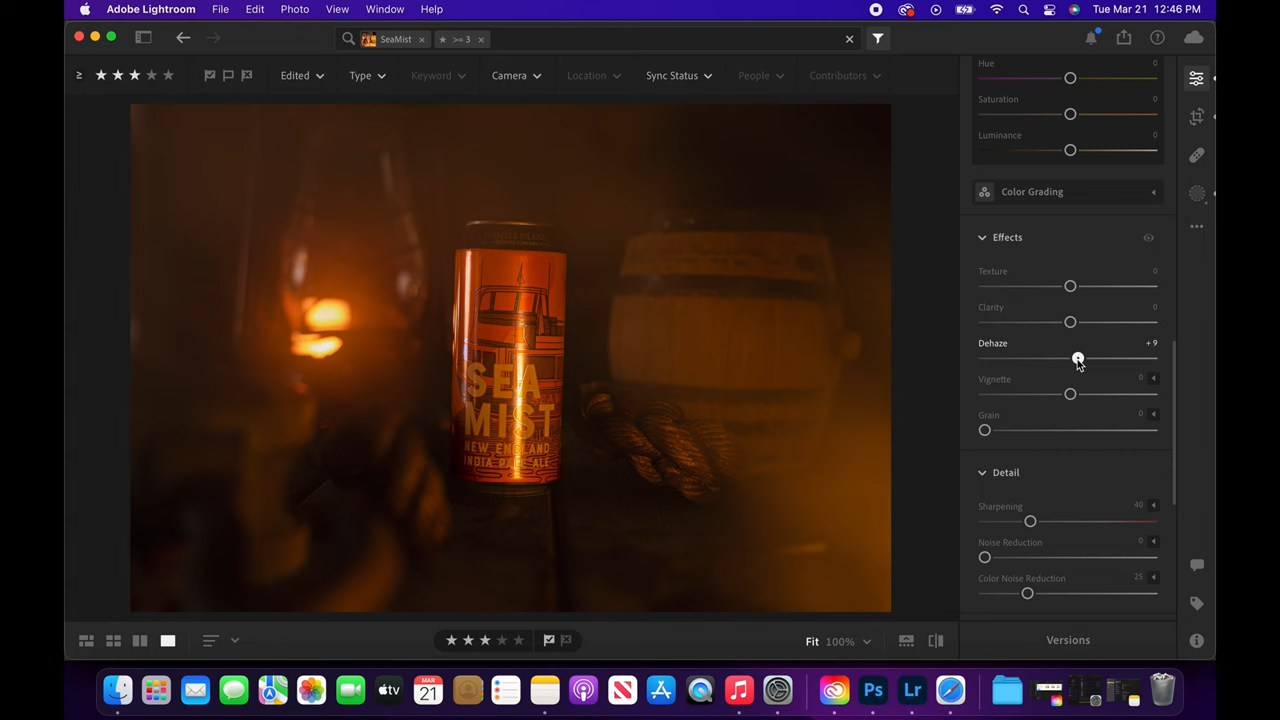 Adobe Lightroom File Edit Photo View Window Help Tue Mar 21 12:46 PM
SeaMist × >= 3 ×
≥ Edited Type Keyword Camera Location Sync Status People Contributors
Hue 0
Saturation 0
Luminance 0
Color Grading
Effects
Texture 0
Clarity 0
Dehaze + 9
Vignette 0
Grain 0
Detail
Sharpening 40
Noise Reduction 0
Color Noise Reduction 25
SEA
MIST
NEW ENGLAND
INDIA PALE ALE
Fit 100% Versions
tv MAR 21 Ps Lr